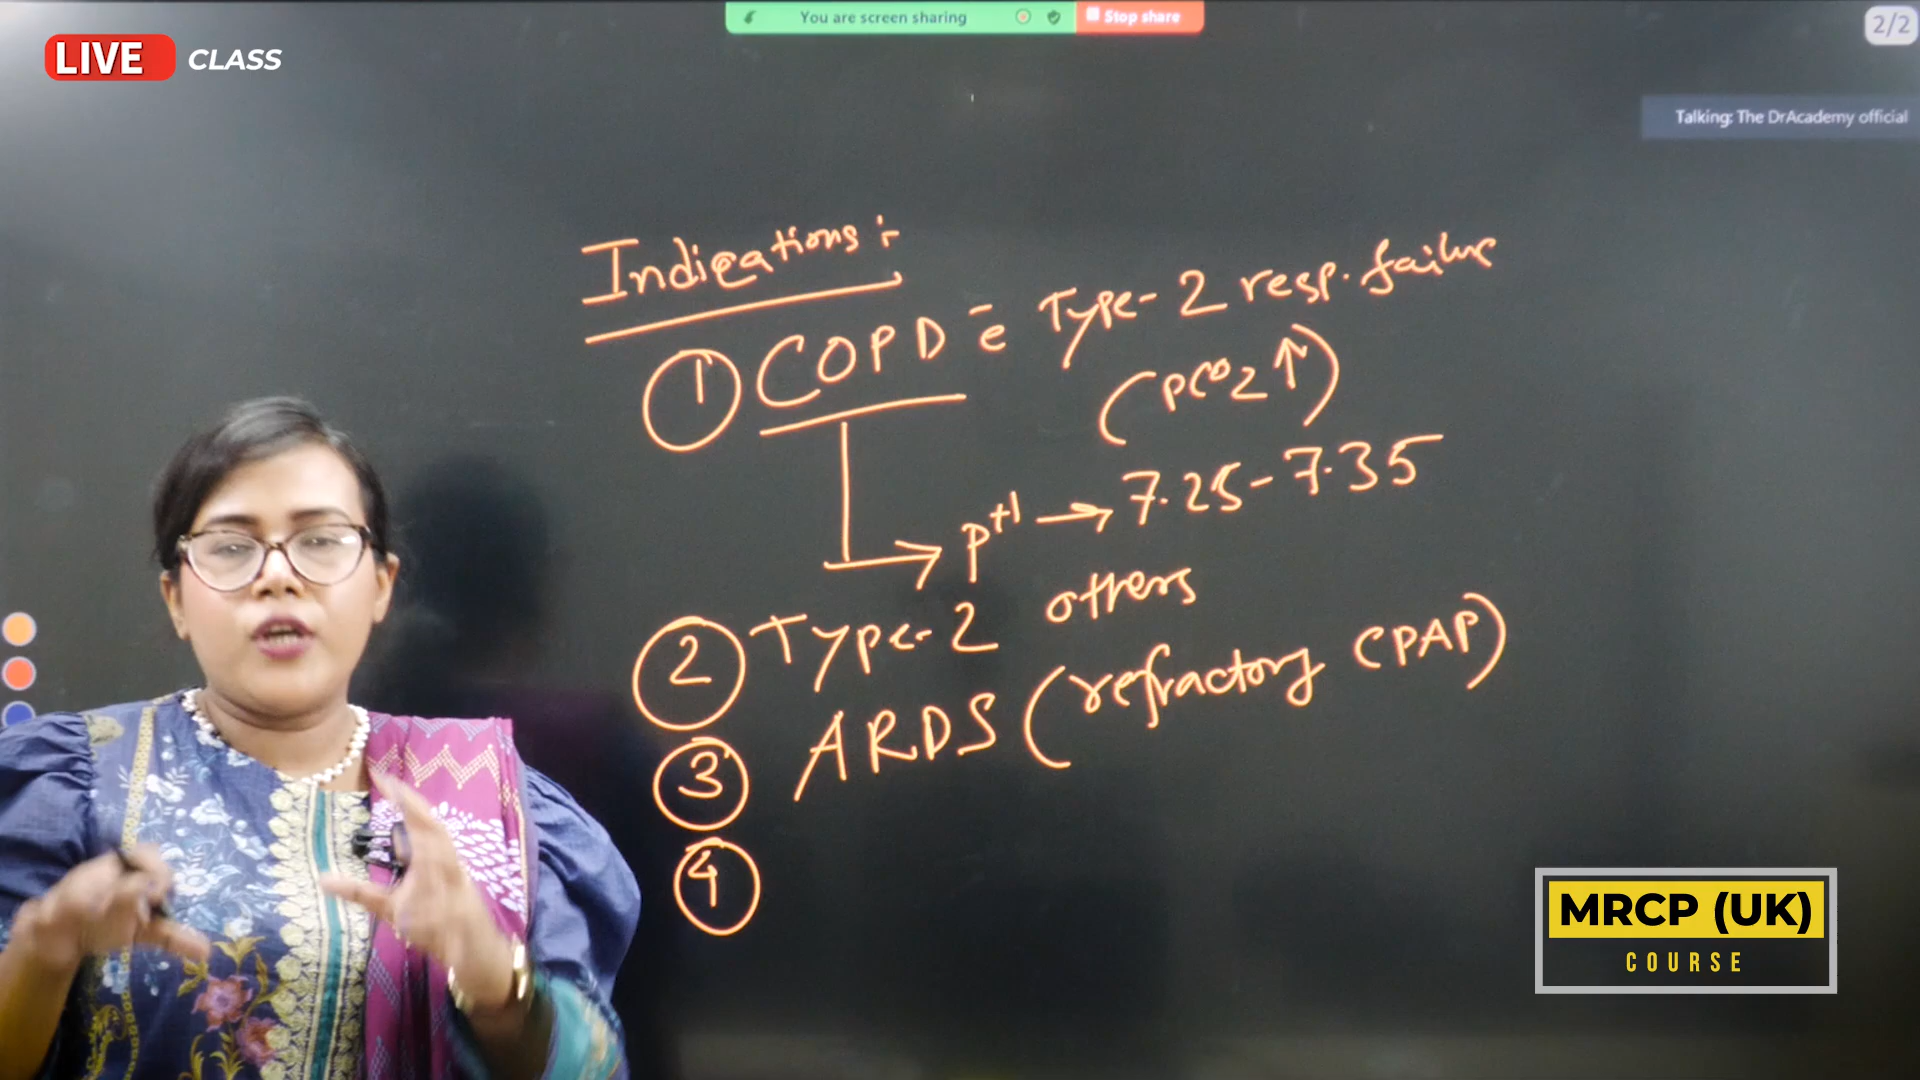 You are screen sharing Stop share
2/2
LIVE CLASS
Talking: The DrAcademy official
Indications :-
① COPD c̄ Type-2 resp. failure
(PCO2 ↑)
→ pH → 7.25-7.35
② Type-2 others
③ ARDS (refractory CPAP)
④
MRCP (UK)
COURSE